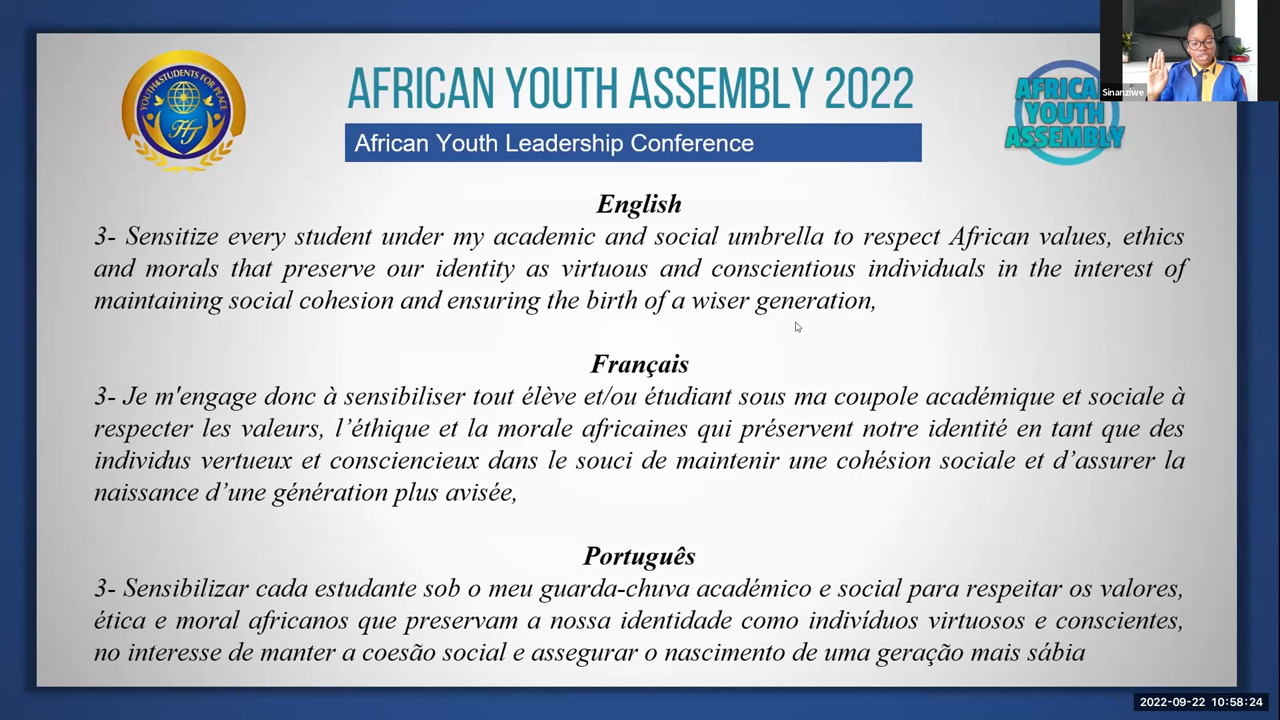 YOUTH&STUDENTS FOR PEACE
HJ
AFRICAN YOUTH ASSEMBLY 2022
African Youth Leadership Conference
AFRICA
YOUTH
ASSEMBLY
Sinanziwe
English
3- Sensitize every student under my academic and social umbrella to respect African values, ethics
and morals that preserve our identity as virtuous and conscientious individuals in the interest of
maintaining social cohesion and ensuring the birth of a wiser generation,
Français
3- Je m'engage donc à sensibiliser tout élève et/ou étudiant sous ma coupole académique et sociale à
respecter les valeurs, l’éthique et la morale africaines qui préservent notre identité en tant que des
individus vertueux et consciencieux dans le souci de maintenir une cohésion sociale et d’assurer la
naissance d’une génération plus avisée,
Português
3- Sensibilizar cada estudante sob o meu guarda-chuva académico e social para respeitar os valores,
ética e moral africanos que preservam a nossa identidade como indivíduos virtuosos e conscientes,
no interesse de manter a coesão social e assegurar o nascimento de uma geração mais sábia
2022-09-22 10:58:24